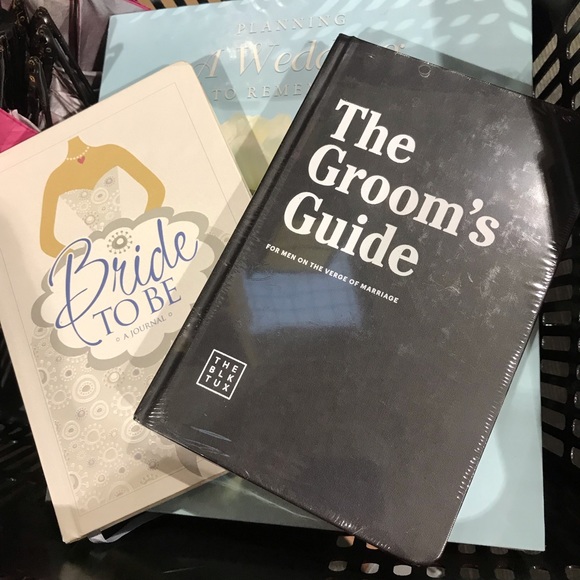 PLANNING
A
TO
Bride
TO BE
A JOURNAL
The
Groom's
Guide
FOR MEN ON THE VERGE OF MARRIAGE
THE
BLK
TUX